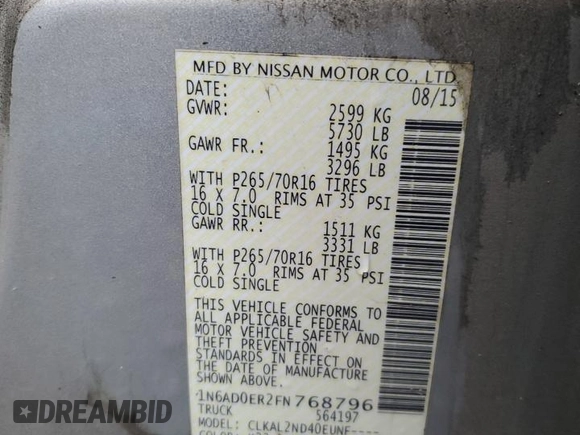 MFD BY NISSAN MOTOR CO., LTD.
DATE: 08/15
GVWR: 2599 KG
5730 LB
GAWR FR.: 1495 KG
3296 LB
WITH P265/70R16 TIRES
16 X 7.0 RIMS AT 35 PSI
COLD SINGLE
GAWR RR.: 1511 KG
3331 LB
WITH P265/70R16 TIRES
16 X 7.0 RIMS AT 35 PSI
COLD SINGLE
THIS VEHICLE CONFORMS TO
ALL APPLICABLE FEDERAL
MOTOR VEHICLE SAFETY AND
THEFT PREVENTION
STANDARDS IN EFFECT ON
THE DATE OF MANUFACTURE
SHOWN ABOVE.
1N6AD0ER2FN768796
TRUCK 564197
MODEL: CLKAL2ND40EUNF----
DREAMBID
.COM